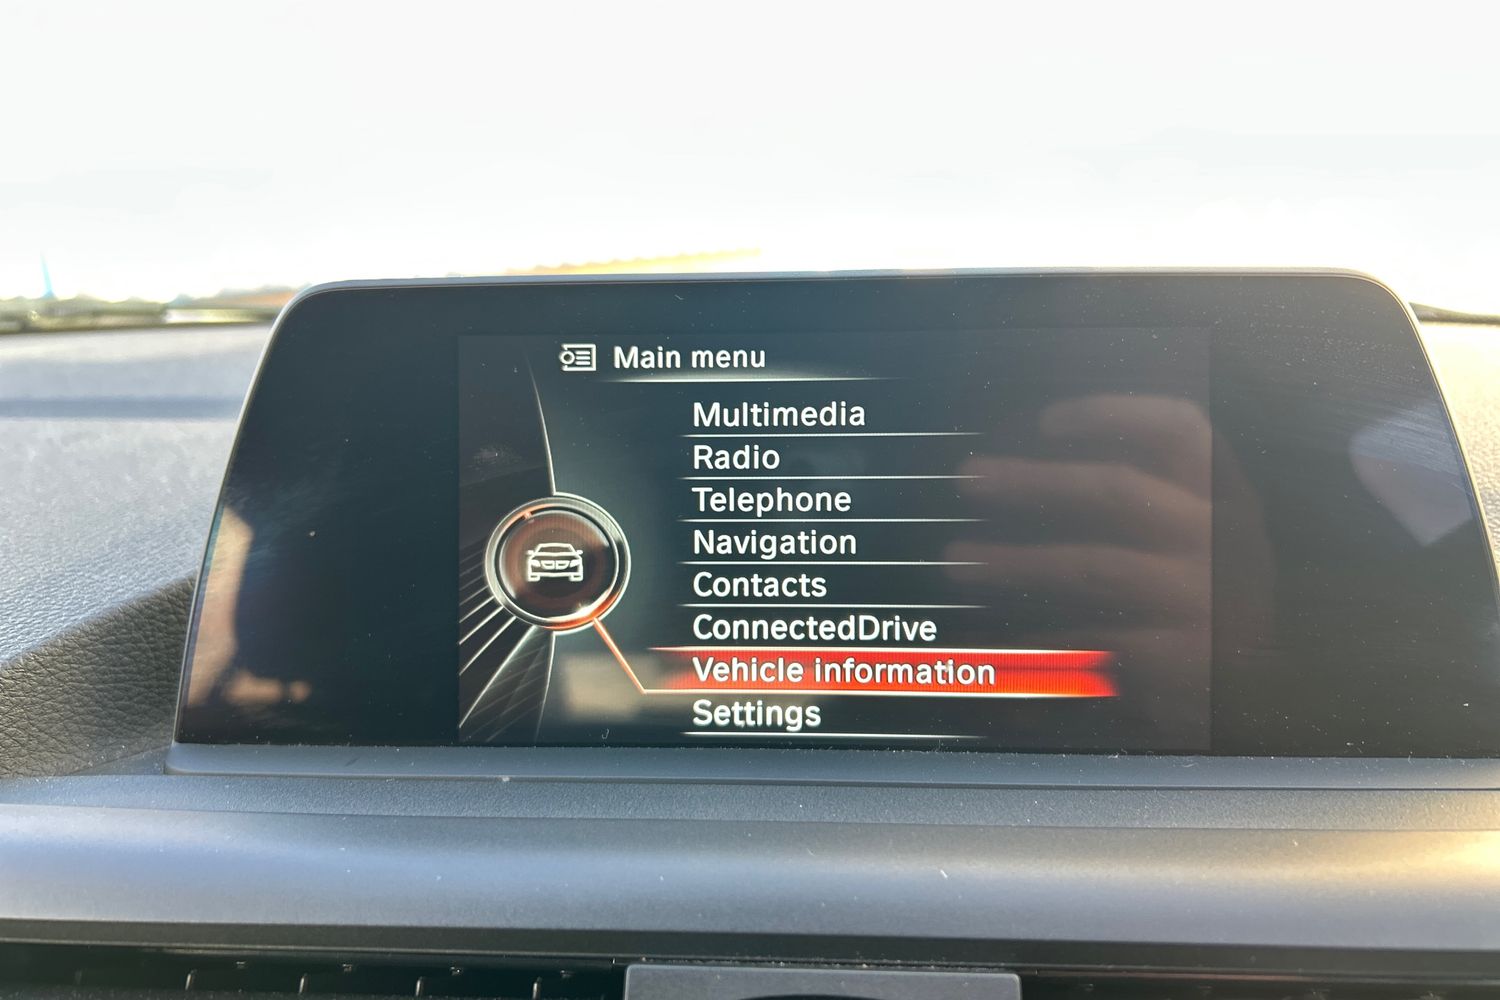 Main menu
Multimedia
Radio
Telephone
Navigation
Contacts
ConnectedDrive
Vehicle information
Settings